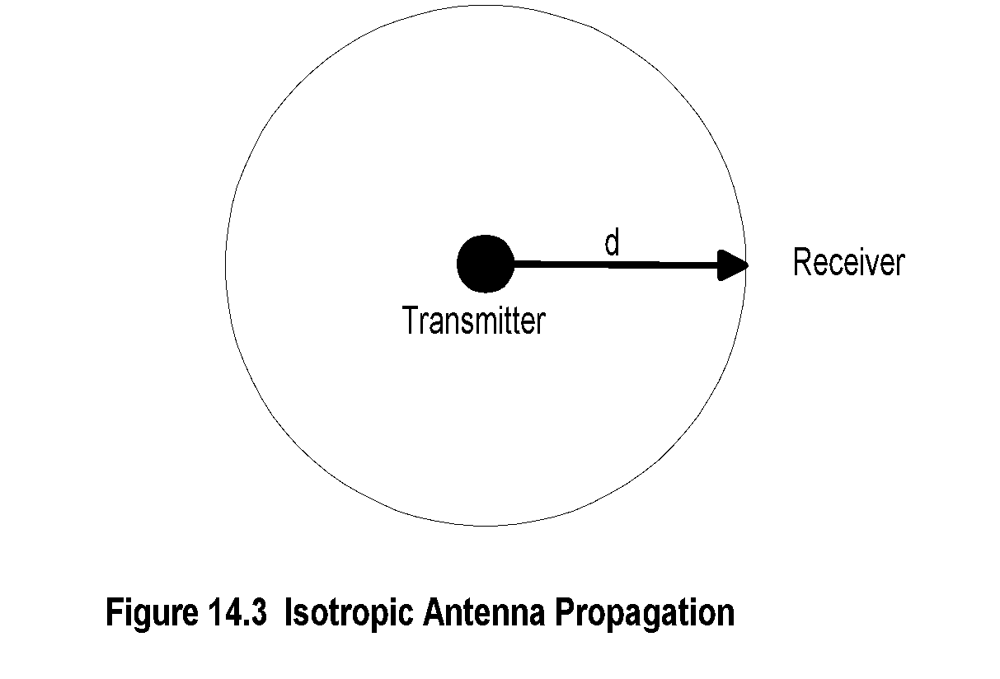 d
Receiver
Transmitter
Figure 14.3 Isotropic Antenna Propagation